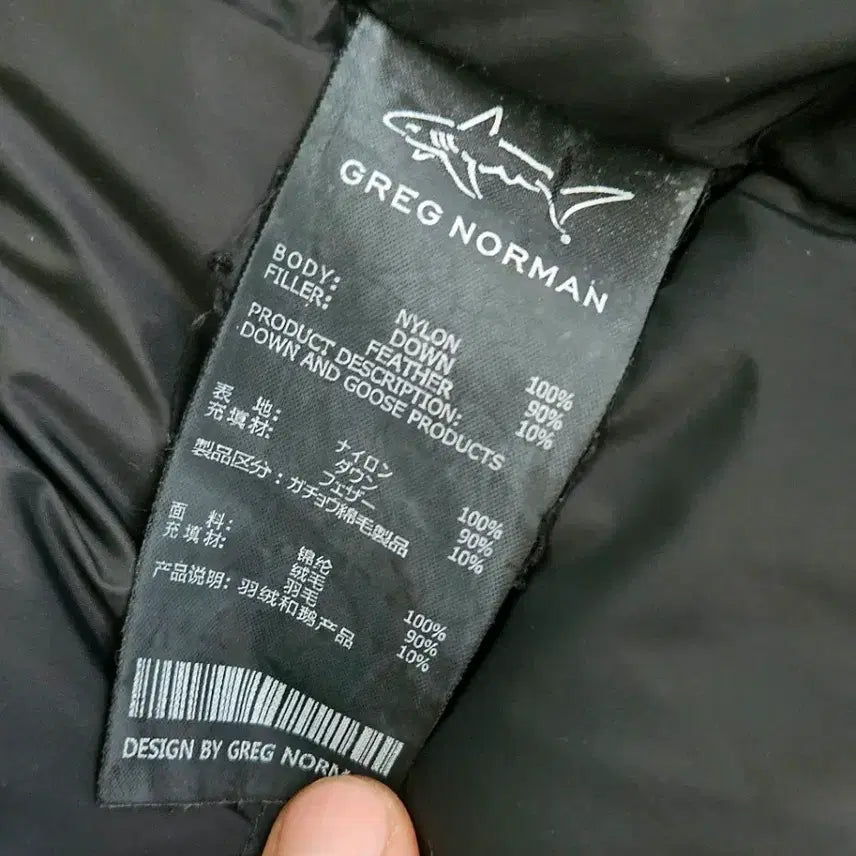 GREG NORMAN
BODY: NYLON 100%
FILLER: DOWN 90%
FEATHER 10%
PRODUCT DESCRIPTION:
DOWN AND GOOSE PRODUCTS
表 地: ナイロン 100%
充填材: ダウン 90%
フェザー 10%
製品区分: ガチョウ綿毛製品
面 料: 锦纶 100%
充填材: 绒毛 90%
羽毛 10%
产品说明: 羽绒和鹅产品
DESIGN BY GREG NORM